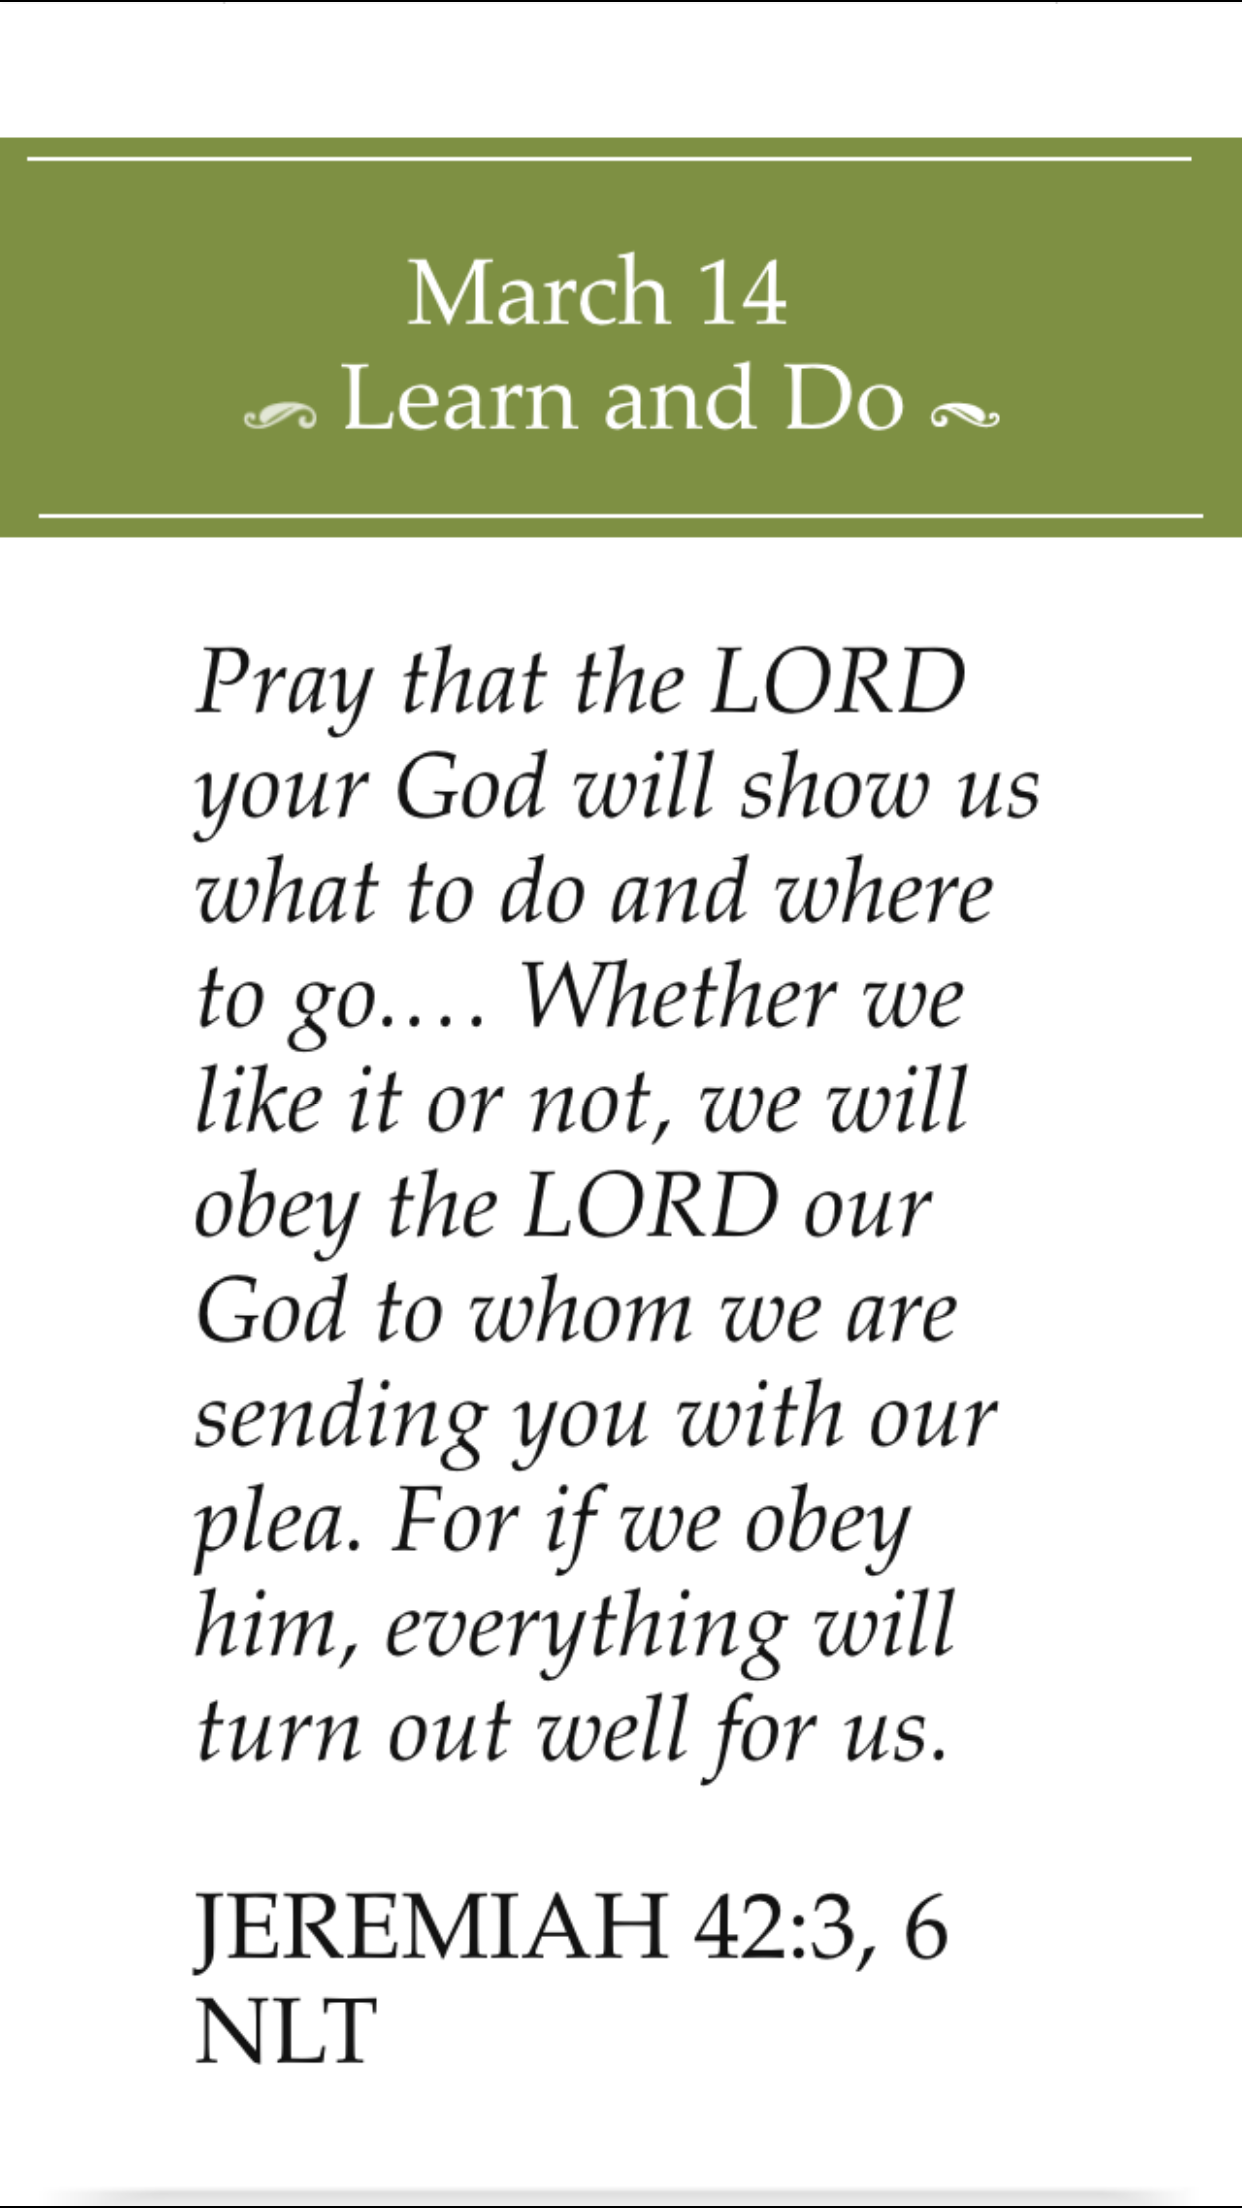 March 14
Learn and Do
Pray that the LORD
your God will show us
what to do and where
to go.… Whether we
like it or not, we will
obey the LORD our
God to whom we are
sending you with our
plea. For if we obey
him, everything will
turn out well for us.
JEREMIAH 42:3, 6
NLT